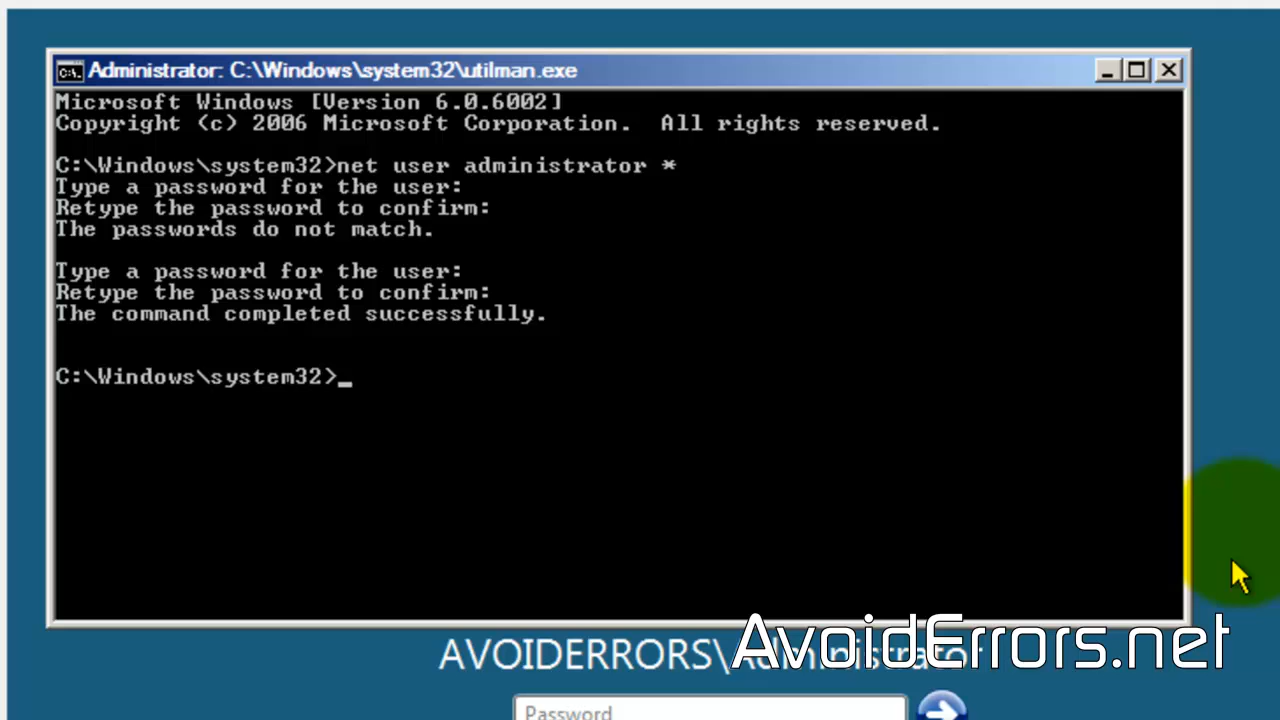 Administrator: C:\Windows\system32\utilman.exe
Microsoft Windows [Version 6.0.6002]
Copyright (c) 2006 Microsoft Corporation.  All rights reserved.
C:\Windows\system32>net user administrator *
Type a password for the user:
Retype the password to confirm:
The passwords do not match.
Type a password for the user:
Retype the password to confirm:
The command completed successfully.
C:\Windows\system32>_
AVOIDERRORS\Administrator
AvoidErrors.net
Password